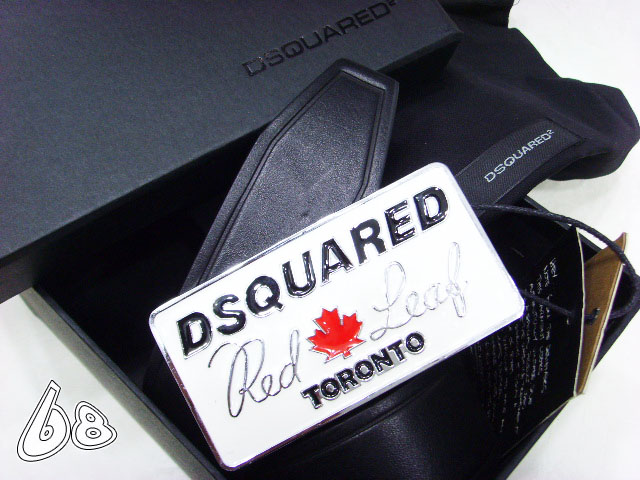 DSQUARED²
DSQUARED²
DSQUARED
Red Leaf
TORONTO
68